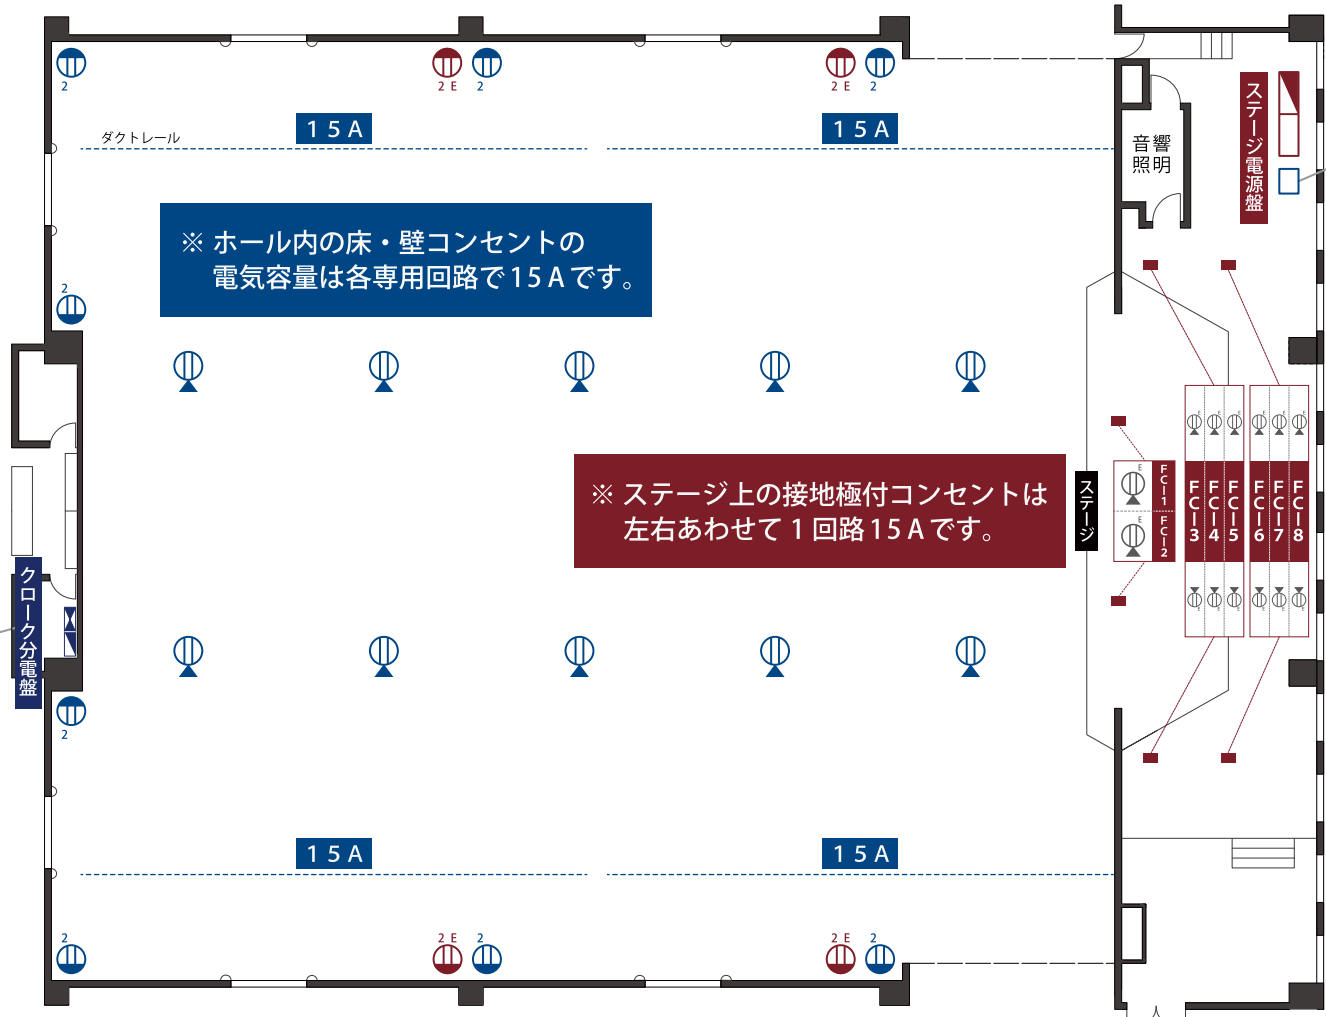 2
2 E
2
2 E
2
ダクトレール
１５Ａ
１５Ａ
音響
照明
ステージ電源盤
※ ホール内の床・壁コンセントの
電気容量は各専用回路で15Aです。
2
※ ステージ上の接地極付コンセントは
左右あわせて１回路15Aです。
ステージ
E
E
E
E
E
E
E
E
FC-1
FC-2
FC-3
FC-4
FC-5
FC-6
FC-7
FC-8
E
E
E
E
E
E
クローク分電盤
2
１５Ａ
１５Ａ
2
2 E
2
2 E
2